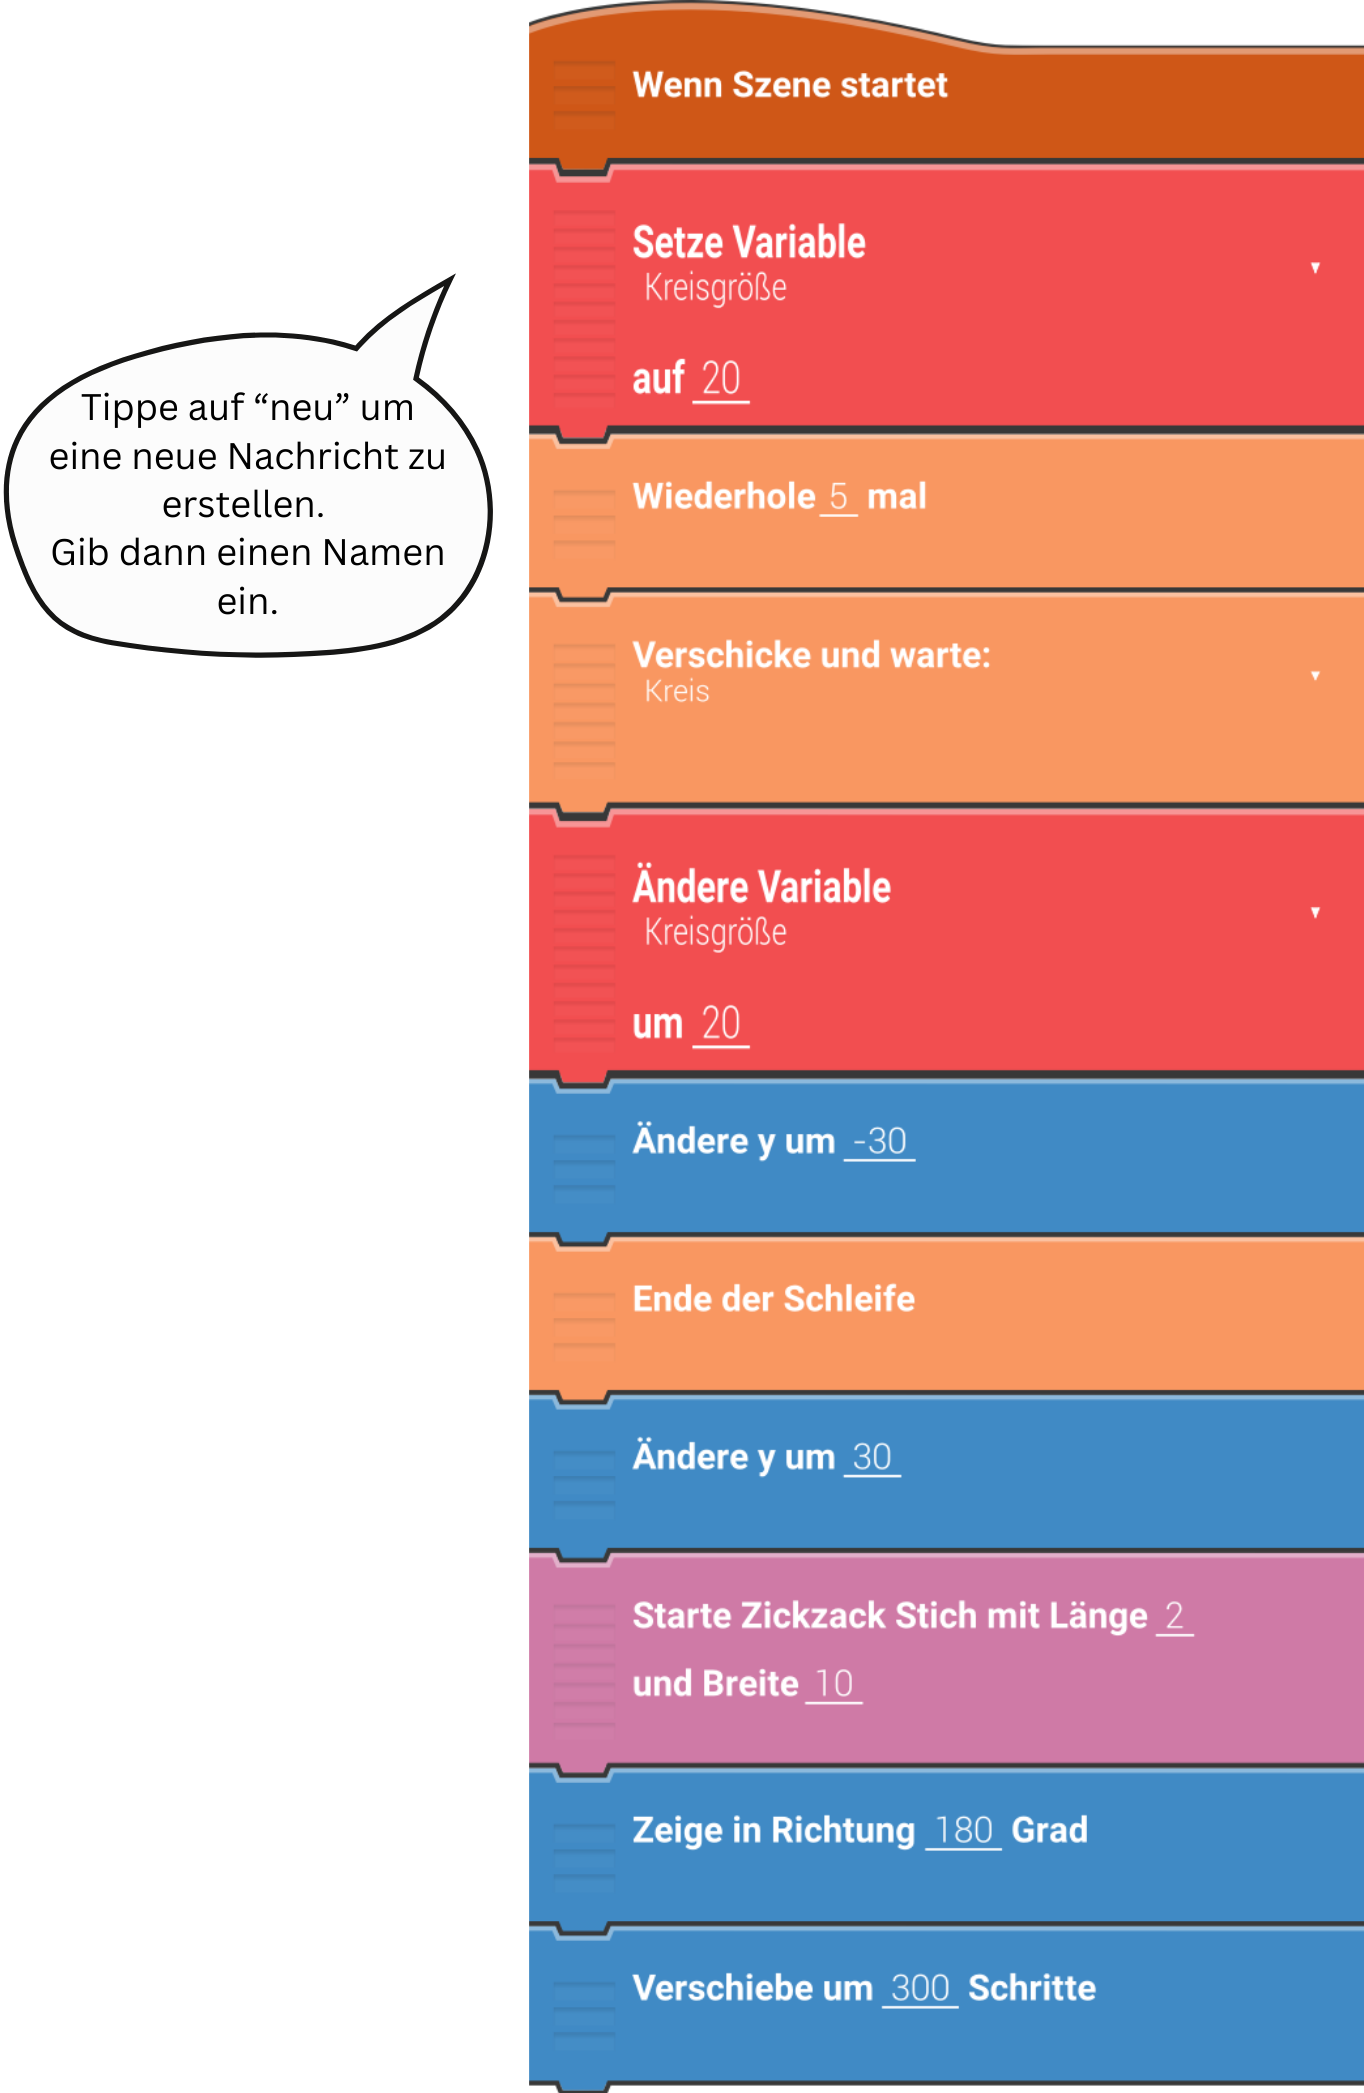 Wenn Szene startet
Setze Variable
Kreisgröße
auf 20
Tippe auf “neu” um
eine neue Nachricht zu
erstellen.
Gib dann einen Namen
ein.
Wiederhole 5 mal
Verschicke und warte:
Kreis
Ändere Variable
Kreisgröße
um 20
Ändere y um -30
Ende der Schleife
Ändere y um 30
Starte Zickzack Stich mit Länge 2
und Breite 10
Zeige in Richtung 180 Grad
Verschiebe um 300 Schritte